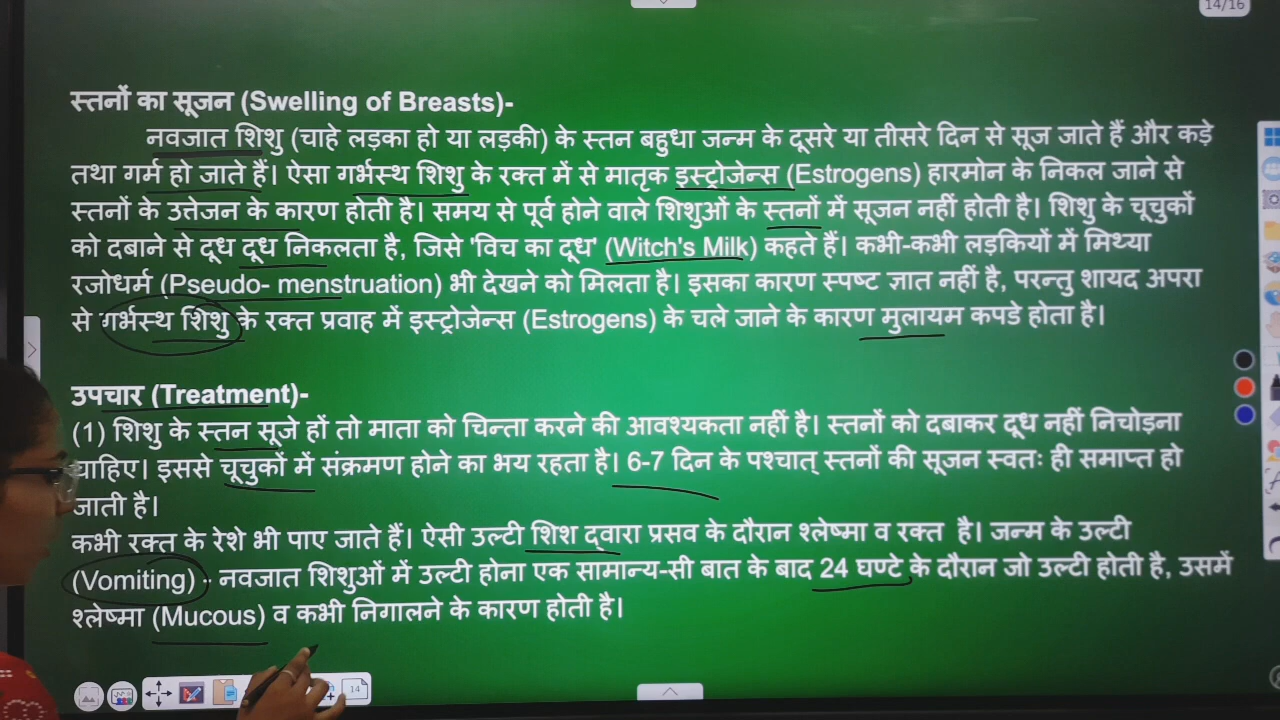 14/16
स्तनों का सूजन (Swelling of Breasts)-
नवजात शिशु (चाहे लड़का हो या लड़की) के स्तन बहुधा जन्म के दूसरे या तीसरे दिन से सूज जाते हैं और कड़े
तथा गर्म हो जाते हैं। ऐसा गर्भस्थ शिशु के रक्त में से मातृक इस्ट्रोजेन्स (Estrogens) हारमोन के निकल जाने से
स्तनों के उत्तेजन के कारण होती है। समय से पूर्व होने वाले शिशुओं के स्तनों में सूजन नहीं होती है। शिशु के चूचुकों
को दबाने से दूध दूध निकलता है, जिसे 'विच का दूध' (Witch's Milk) कहते हैं। कभी-कभी लड़कियों में मिथ्या
रजोधर्म (Pseudo- menstruation) भी देखने को मिलता है। इसका कारण स्पष्ट ज्ञात नहीं है, परन्तु शायद अपरा
से गर्भस्थ शिशु के रक्त प्रवाह में इस्ट्रोजेन्स (Estrogens) के चले जाने के कारण मुलायम कपडे होता है।
उपचार (Treatment)-
(1) शिशु के स्तन सूजे हों तो माता को चिन्ता करने की आवश्यकता नहीं है। स्तनों को दबाकर दूध नहीं निचोड़ना
चाहिए। इससे चूचुकों में संक्रमण होने का भय रहता है। 6-7 दिन के पश्चात् स्तनों की सूजन स्वतः ही समाप्त हो
जाती है।
कभी रक्त के रेशे भी पाए जाते हैं। ऐसी उल्टी शिश द्वारा प्रसव के दौरान श्लेष्मा व रक्त है। जन्म के उल्टी
(Vomiting) - नवजात शिशुओं में उल्टी होना एक सामान्य-सी बात के बाद 24 घण्टे के दौरान जो उल्टी होती है, उसमें
श्लेष्मा (Mucous) व कभी निगालने के कारण होती है।
14